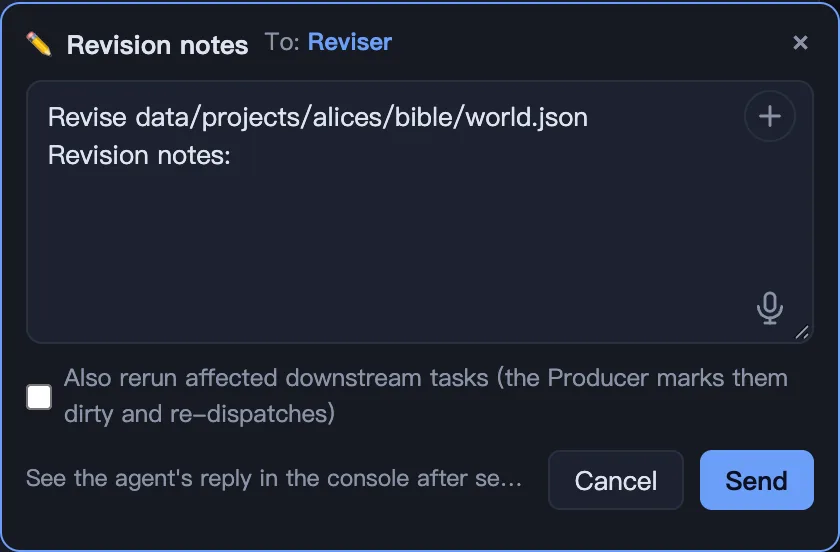 Revision notes To: Reviser
Revise data/projects/alices/bible/world.json
Revision notes:
Also rerun affected downstream tasks (the Producer marks them
dirty and re-dispatches)
See the agent's reply in the console after se...
Cancel
Send